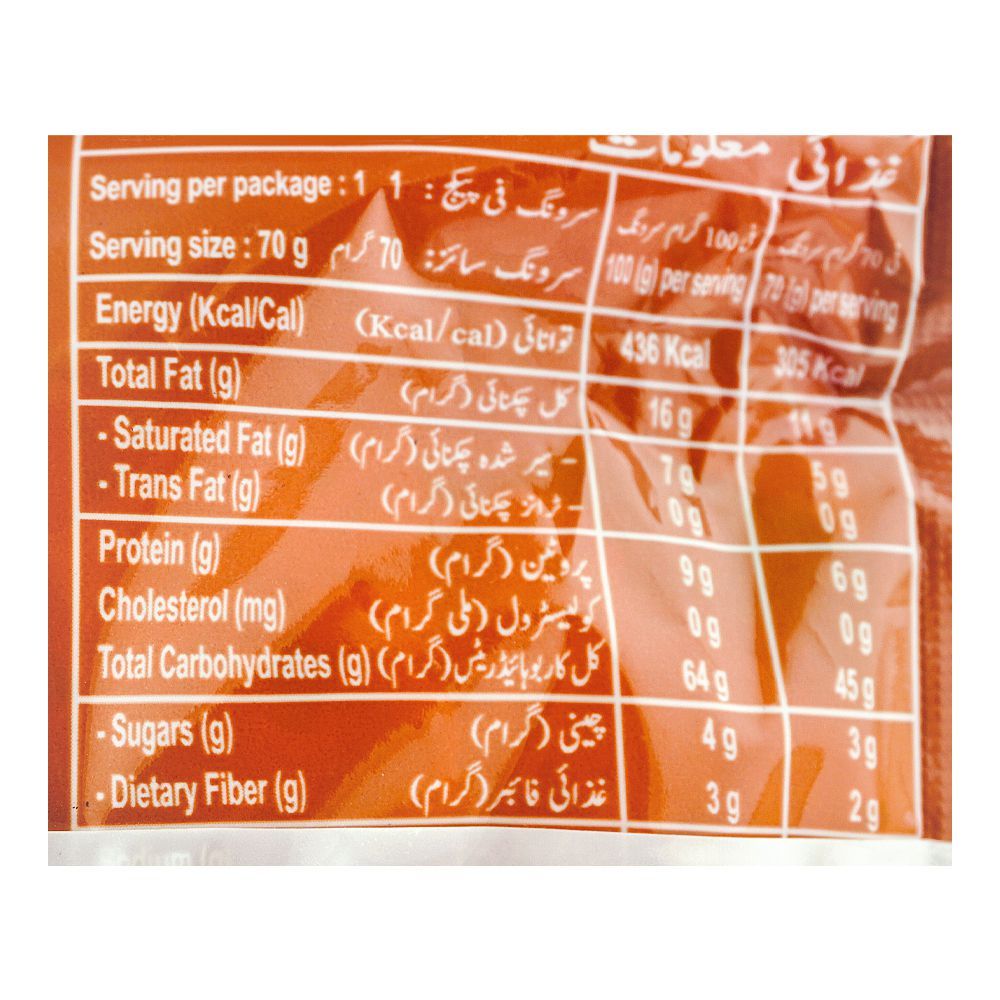 غذائی معلومات
Serving per package : 1 سرونگ فی پیکج : 1
Serving size : 70 g سرونگ سائز: 70 گرام
فی 100 گرام سرونگ
100 (g) per serving
فی 70 گرام سرونگ
70 (g) per serving
Energy (Kcal/Cal) توانائی (Kcal/cal) 436 Kcal 305 Kcal
Total Fat (g) کل چکنائی (گرام) 16 g 11 g
- Saturated Fat (g) - سیر شدہ چکنائی (گرام) 7 g 5 g
- Trans Fat (g) - ٹرانز چکنائی (گرام) 0 g 0 g
Protein (g) پروٹین (گرام) 9 g 6 g
Cholesterol (mg) کولیسٹرول (ملی گرام) 0 g 0 g
Total Carbohydrates (g) کل کاربوہائیڈریٹس (گرام) 64 g 45 g
- Sugars (g) چینی (گرام) 4 g 3 g
- Dietary Fiber (g) غذائی فائبر (گرام) 3 g 2 g